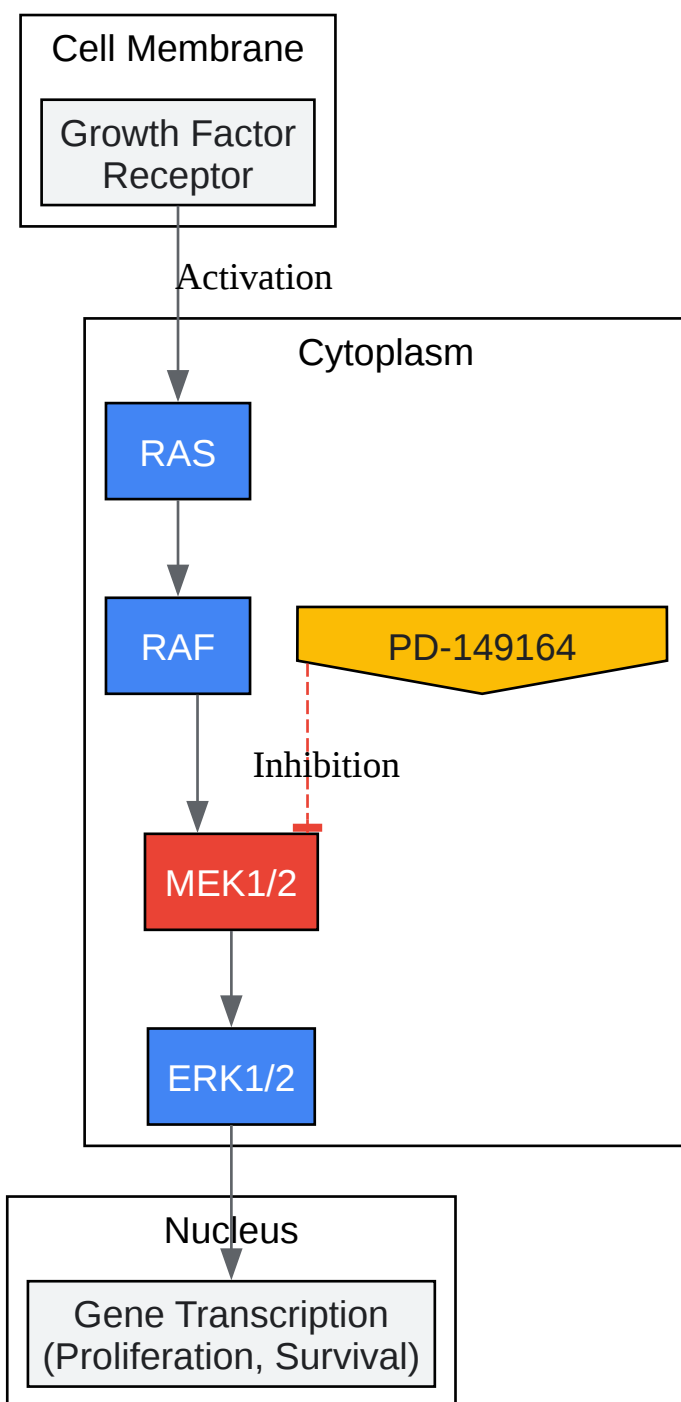 Cell Membrane
Growth Factor
Receptor
Activation
Cytoplasm
RAS
RAF
PD-149164
Inhibition
MEK1/2
ERK1/2
Nucleus
Gene Transcription
(Proliferation, Survival)